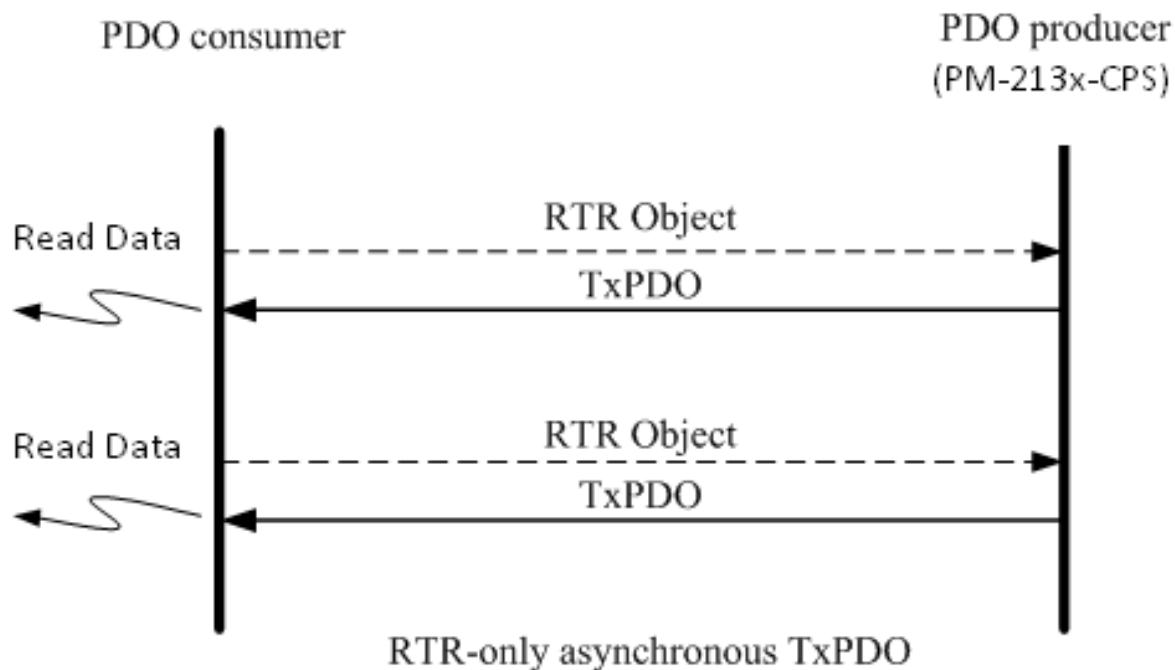 PDO consumer
PDO producer
(PM-213x-CPS)
Read Data
RTR Object
TxPDO
Read Data
RTR Object
TxPDO
RTR-only asynchronous TxPDO